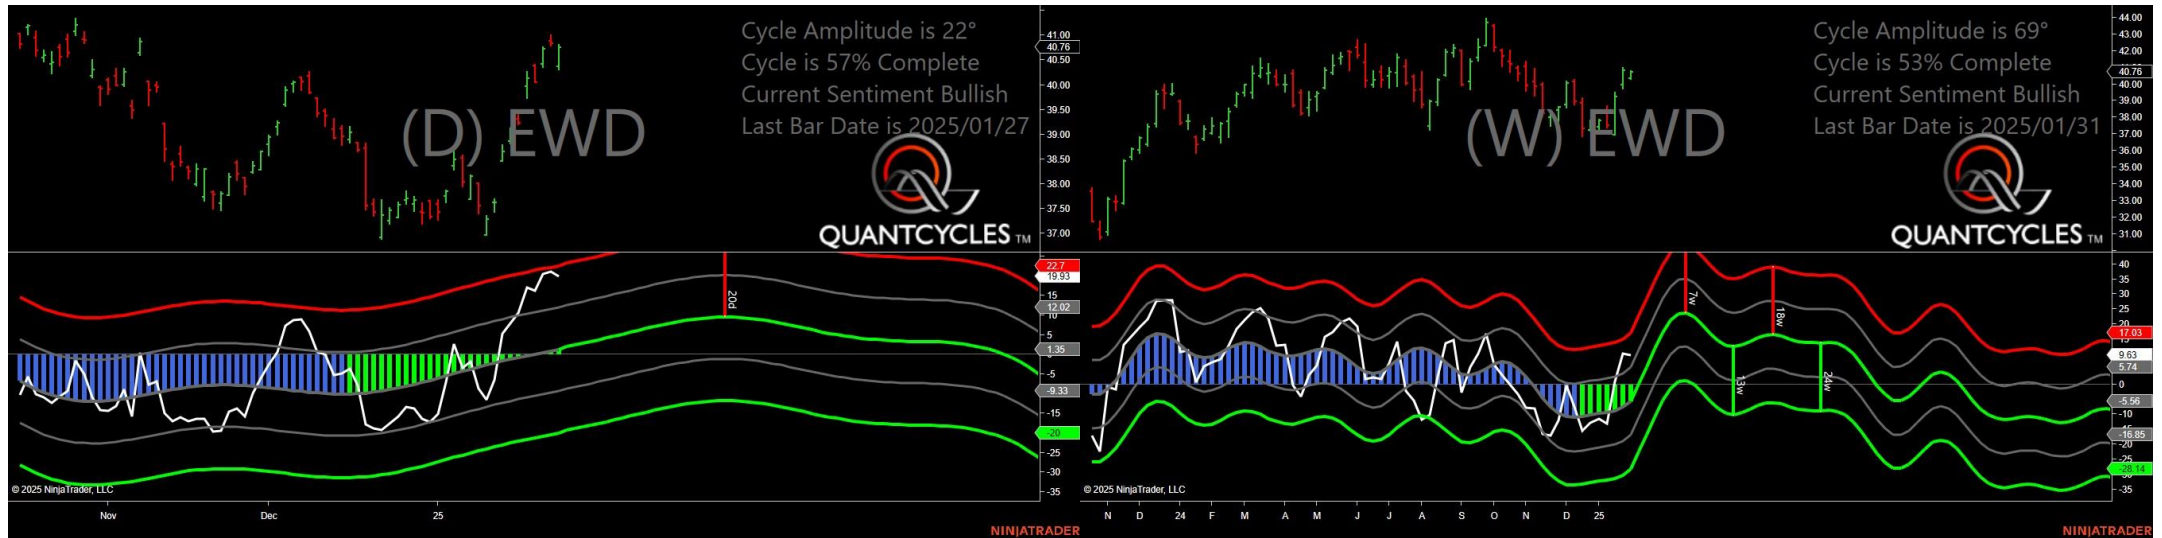 Cycle Amplitude is 22°
Cycle is 57% Complete
Current Sentiment Bullish
Last Bar Date is 2025/01/27
(D) EWD
QUANTCYCLES TM
41.00
40.76
40.50
40.00
39.50
39.00
38.50
38.00
37.50
37.00
22.7
19.93
15
12.02
10
5
1.35
-5
-9.33
-15
-20
-25
-30
-35
20d
© 2025 NinjaTrader, LLC
Nov Dec 25
NINJATRADER
Cycle Amplitude is 69°
Cycle is 53% Complete
Current Sentiment Bullish
Last Bar Date is 2025/01/31
(W) EWD
QUANTCYCLES TM
44.00
43.00
42.00
40.76
40.00
39.00
38.00
37.00
36.00
35.00
34.00
33.00
32.00
31.00
40
35
30
25
20
17.03
9.63
5.74
0
-5.56
-10
-16.85
-20
-25
-28.14
-35
7w
18w
13w
24w
© 2025 NinjaTrader, LLC
N D 24 F M A M J J A S O N D 25
NINJATRADER